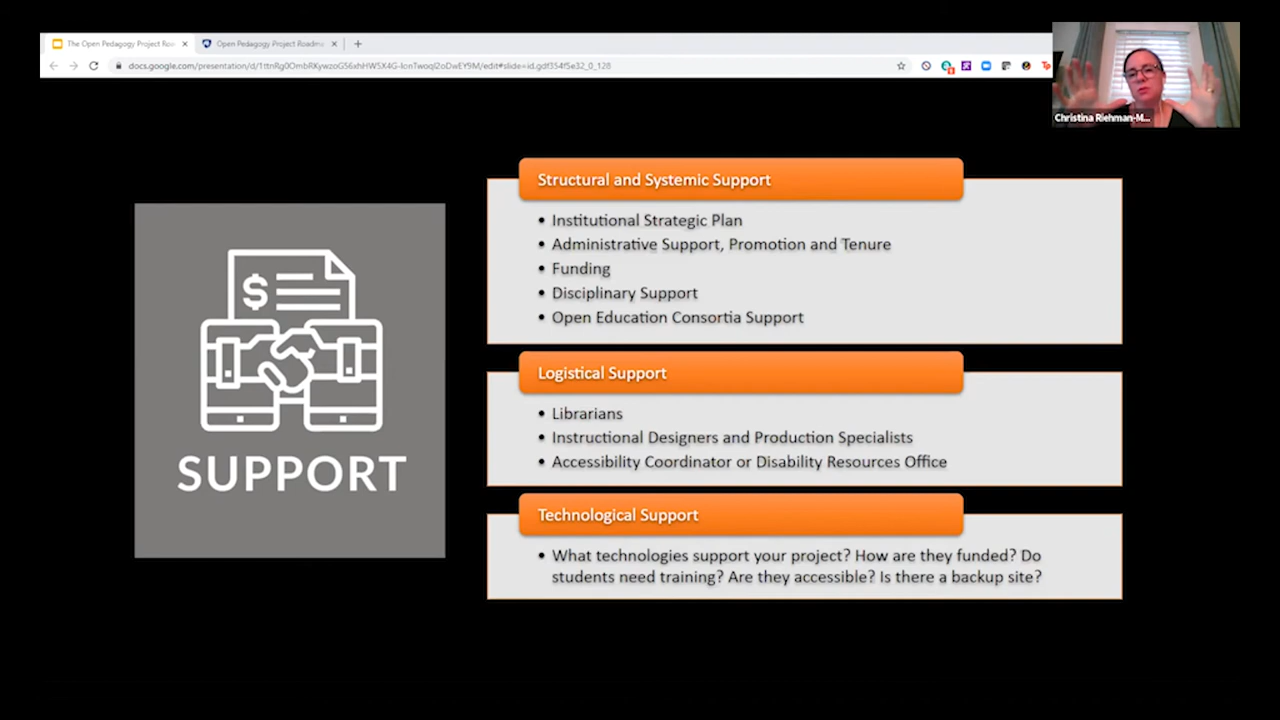 The Open Pedagogy Project Roa
Open Pedagogy Project Roadma
Christina Riehman-M...
Structural and Systemic Support
• Institutional Strategic Plan
• Administrative Support, Promotion and Tenure
• Funding
• Disciplinary Support
• Open Education Consortia Support
$
SUPPORT
Logistical Support
• Librarians
• Instructional Designers and Production Specialists
• Accessibility Coordinator or Disability Resources Office
Technological Support
• What technologies support your project? How are they funded? Do
students need training? Are they accessible? Is there a backup site?